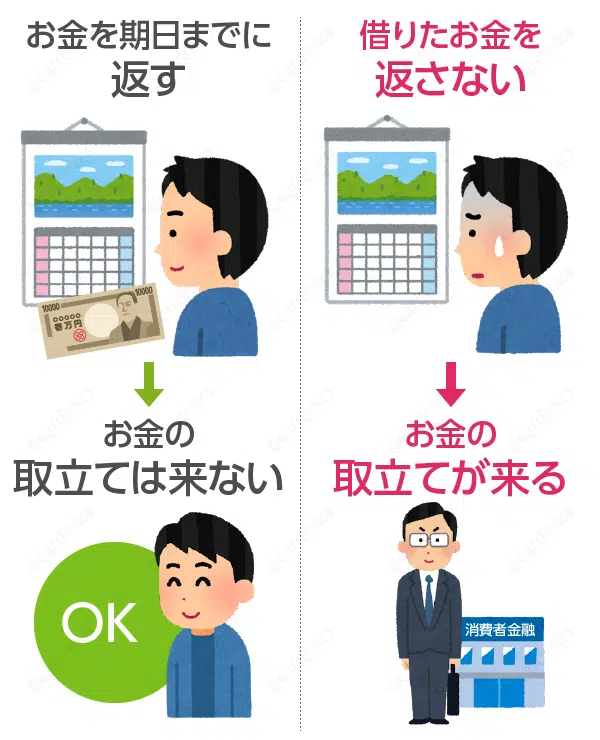 お金を期日までに
返す
借りたお金を
返さない
10000
10000
壱万円
お金の
取立ては来ない
お金の
取立てが来る
OK
消費者金融
©cardmics